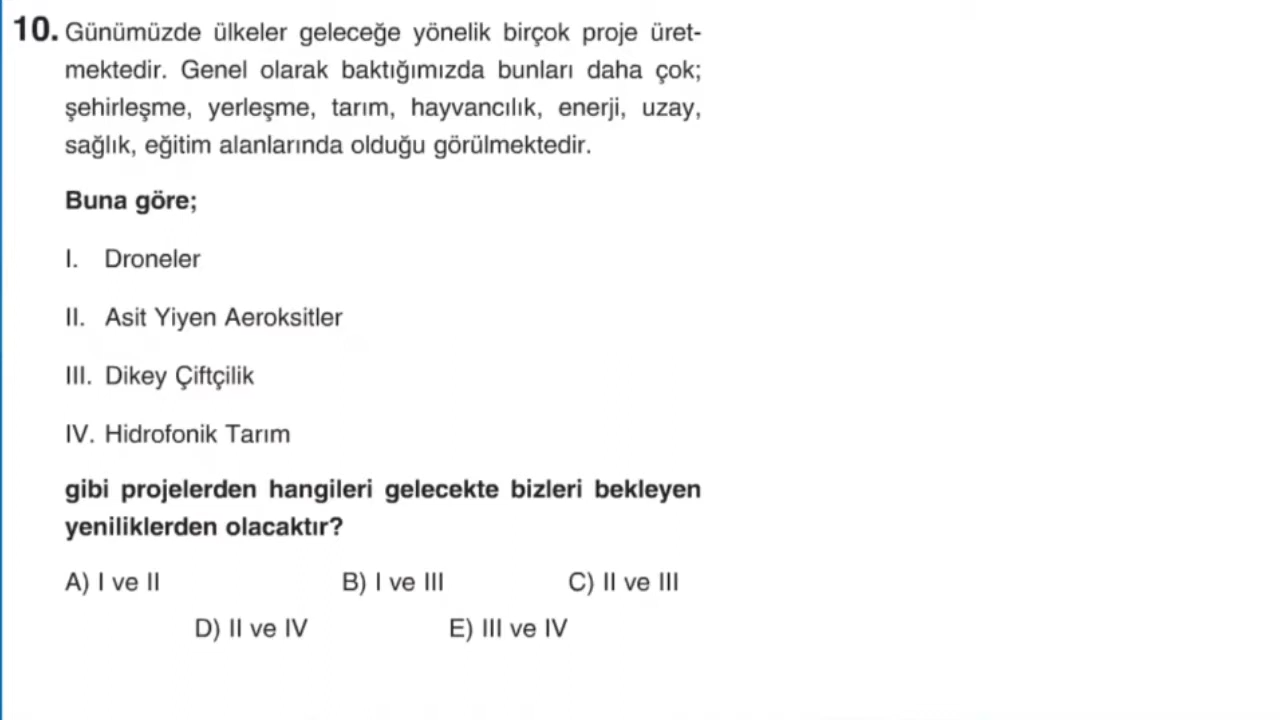 10. Günümüzde ülkeler geleceğe yönelik birçok proje üret-
mektedir. Genel olarak baktığımızda bunları daha çok;
şehirleşme, yerleşme, tarım, hayvancılık, enerji, uzay,
sağlık, eğitim alanlarında olduğu görülmektedir.
Buna göre;
I. Droneler
II. Asit Yiyen Aeroksitler
III. Dikey Çiftçilik
IV. Hidrofonik Tarım
gibi projelerden hangileri gelecekte bizleri bekleyen
yeniliklerden olacaktır?
A) I ve II B) I ve III C) II ve III
D) II ve IV E) III ve IV